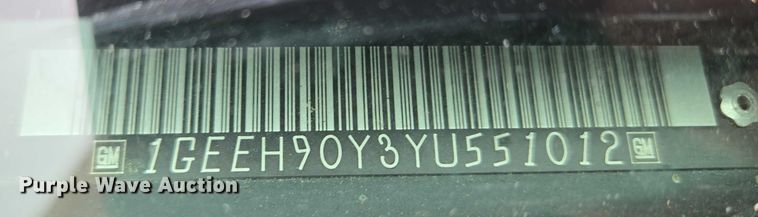 GM 1GEEH90Y3YU551012 GM
Purple Wave Auction